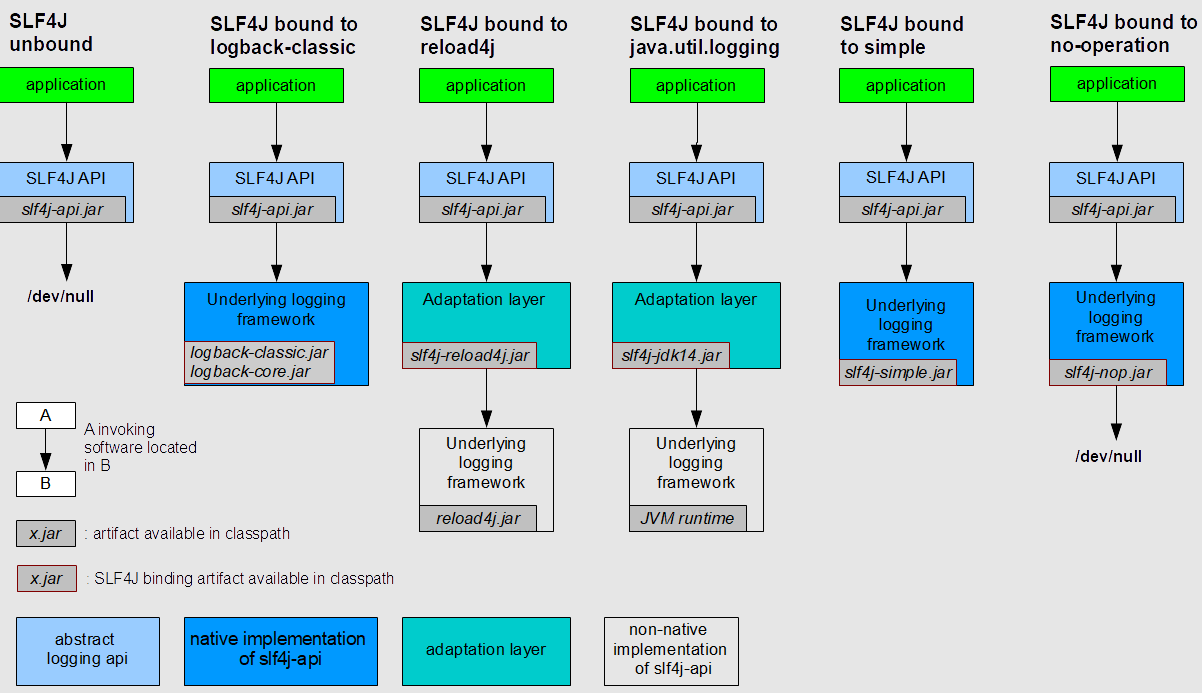 SLF4J
unbound
application
SLF4J API
slf4j-api.jar
/dev/null
SLF4J bound to
logback-classic
application
SLF4J API
slf4j-api.jar
Underlying logging
framework
logback-classic.jar
logback-core.jar
SLF4J bound to
reload4j
application
SLF4J API
slf4j-api.jar
Adaptation layer
slf4j-reload4j.jar
Underlying
logging
framework
reload4j.jar
SLF4J bound to
java.util.logging
application
SLF4J API
slf4j-api.jar
Adaptation layer
slf4j-jdk14.jar
Underlying
logging
framework
JVM runtime
SLF4J bound
to simple
application
SLF4J API
slf4j-api.jar
Underlying
logging
framework
slf4j-simple.jar
SLF4J bound to
no-operation
application
SLF4J API
slf4j-api.jar
Underlying
logging
framework
slf4j-nop.jar
/dev/null
A
B
A invoking
software located
in B
x.jar : artifact available in classpath
x.jar : SLF4J binding artifact available in classpath
abstract
logging api
native implementation
of slf4j-api
adaptation layer
non-native
implementation
of slf4j-api